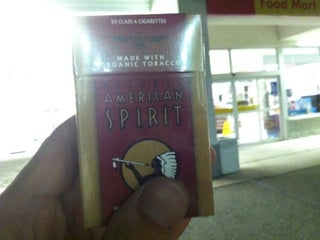 Food Mart
20 CLASS A CIGARETTES
MADE WITH
ORGANIC TOBACCO
AMERICAN
SPIRIT